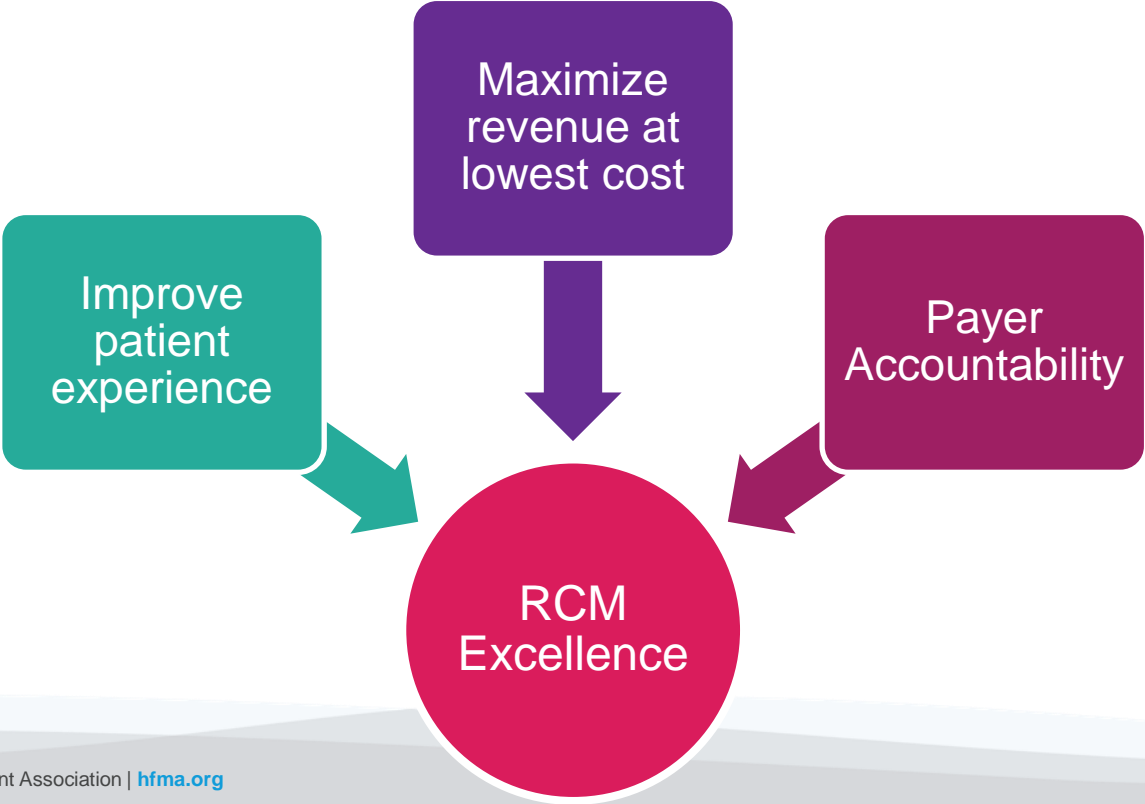 Maximize
revenue at
lowest cost
Improve
patient
experience
Payer
Accountability
RCM
Excellence
nt Association | hfma.org